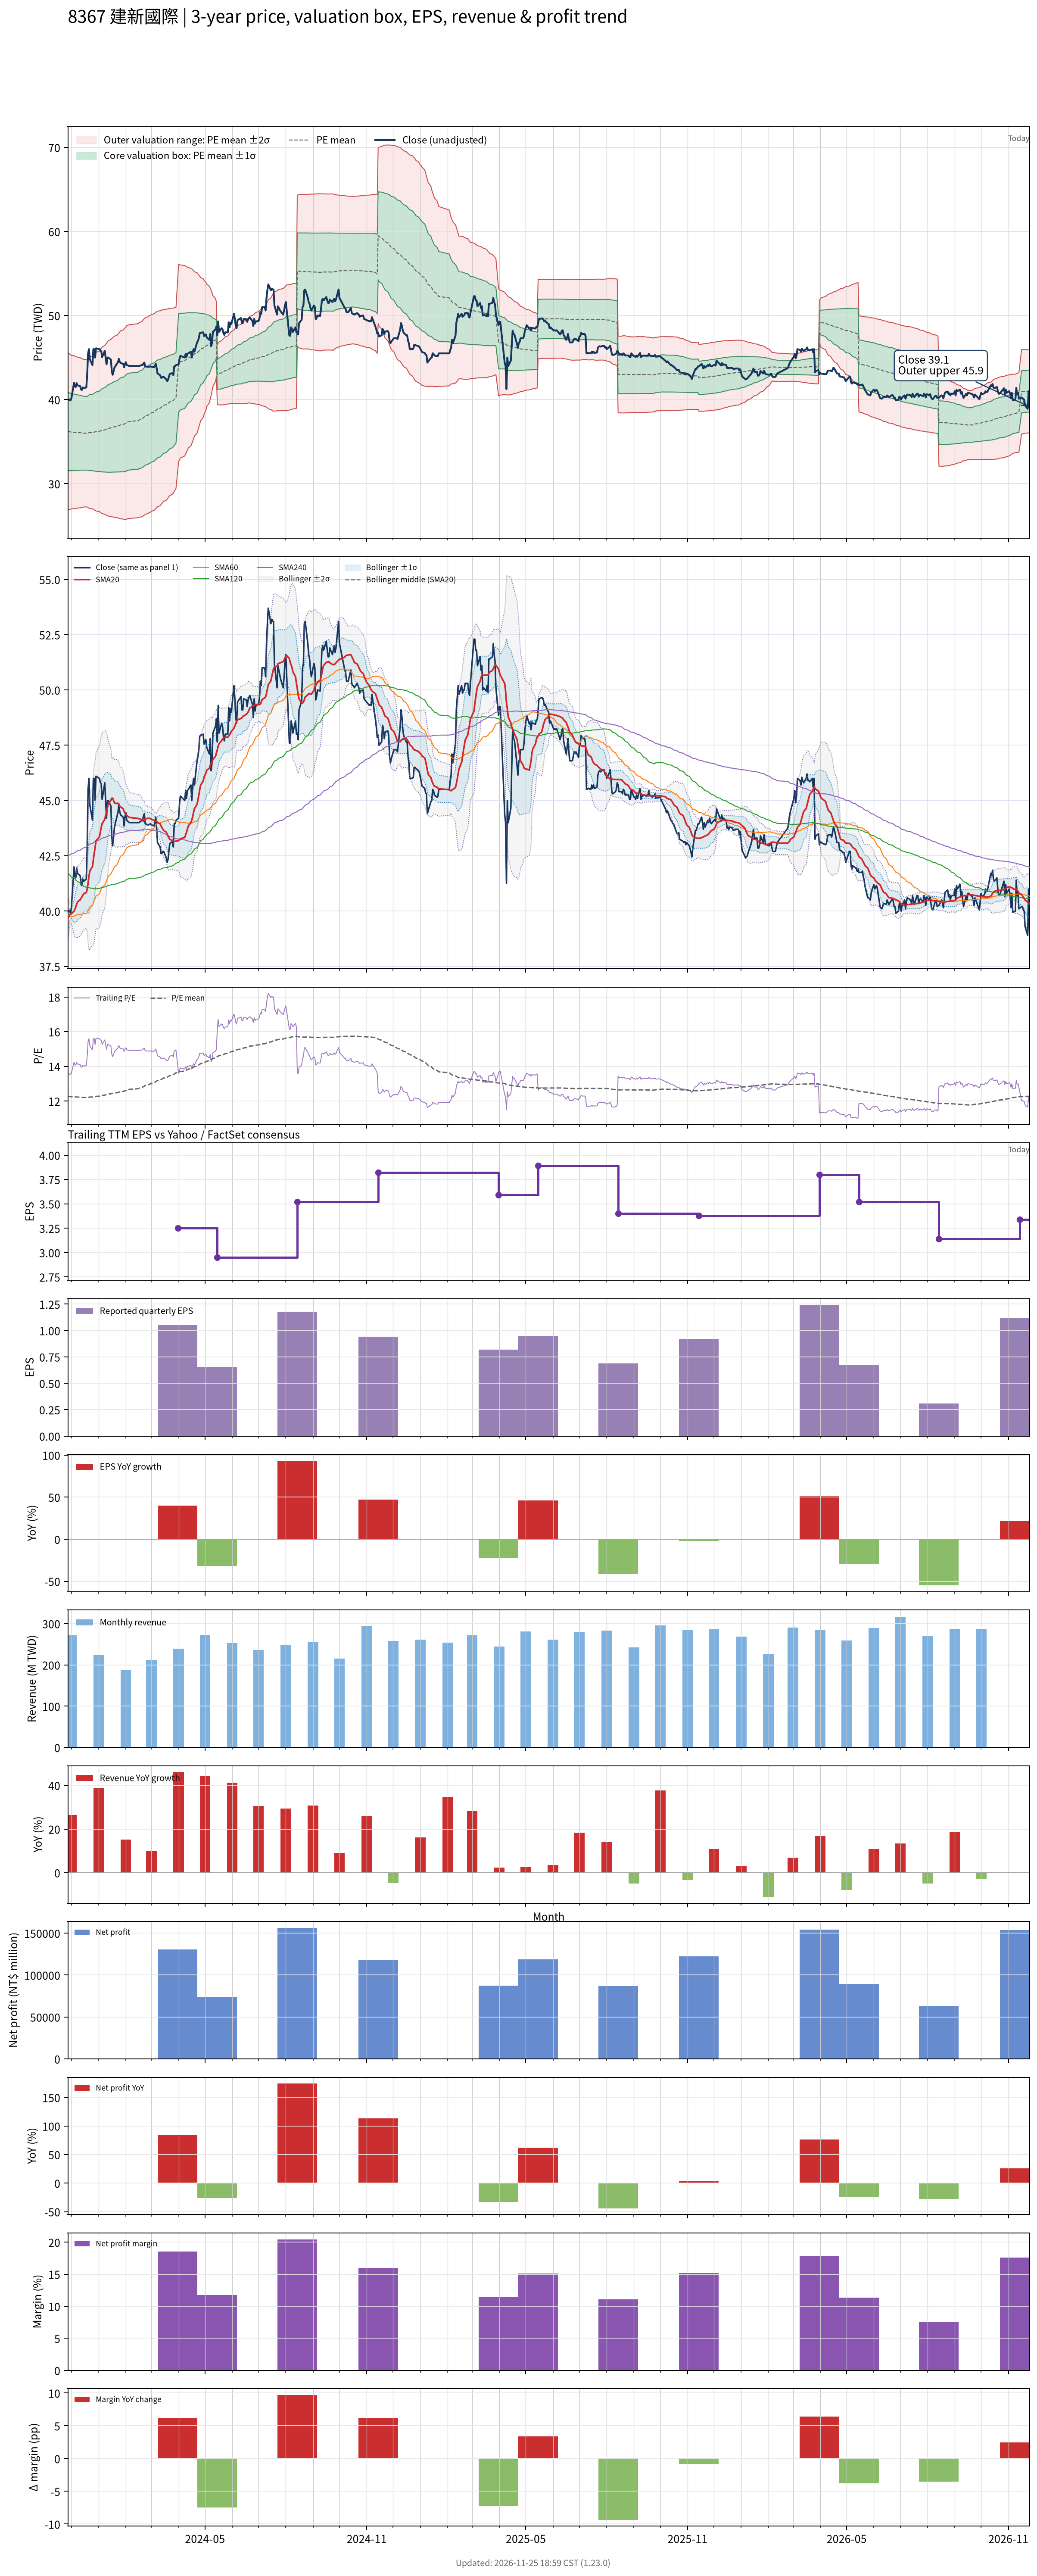 8367 建新國際 | 3-year price, valuation box, EPS, revenue & profit trend
Outer valuation range: PE mean ±2σ
Core valuation box: PE mean ±1σ
PE mean
Close (unadjusted)
Today
Price (TWD)
70
60
50
40
30
Close 39.1
Outer upper 45.9
Close (same as panel 1)
SMA20
SMA60
SMA120
SMA240
Bollinger ±2σ
Bollinger ±1σ
Bollinger middle (SMA20)
Price
55.0
52.5
50.0
47.5
45.0
42.5
40.0
37.5
Trailing P/E
P/E mean
P/E
18
16
14
12
Trailing TTM EPS vs Yahoo / FactSet consensus
Today
EPS
4.00
3.75
3.50
3.25
3.00
2.75
Reported quarterly EPS
EPS
1.25
1.00
0.75
0.50
0.25
0.00
EPS YoY growth
YoY (%)
100
50
0
-50
Monthly revenue
Revenue (M TWD)
300
200
100
0
Revenue YoY growth
YoY (%)
40
20
0
Month
Net profit
Net profit (NT$ million)
150000
100000
50000
0
Net profit YoY
YoY (%)
150
100
50
0
-50
Net profit margin
Margin (%)
20
15
10
5
0
Margin YoY change
Δ margin (pp)
10
5
0
-5
-10
2024-05
2024-11
2025-05
2025-11
2026-05
2026-11
Updated: 2026-11-25 18:59 CST (1.23.0)